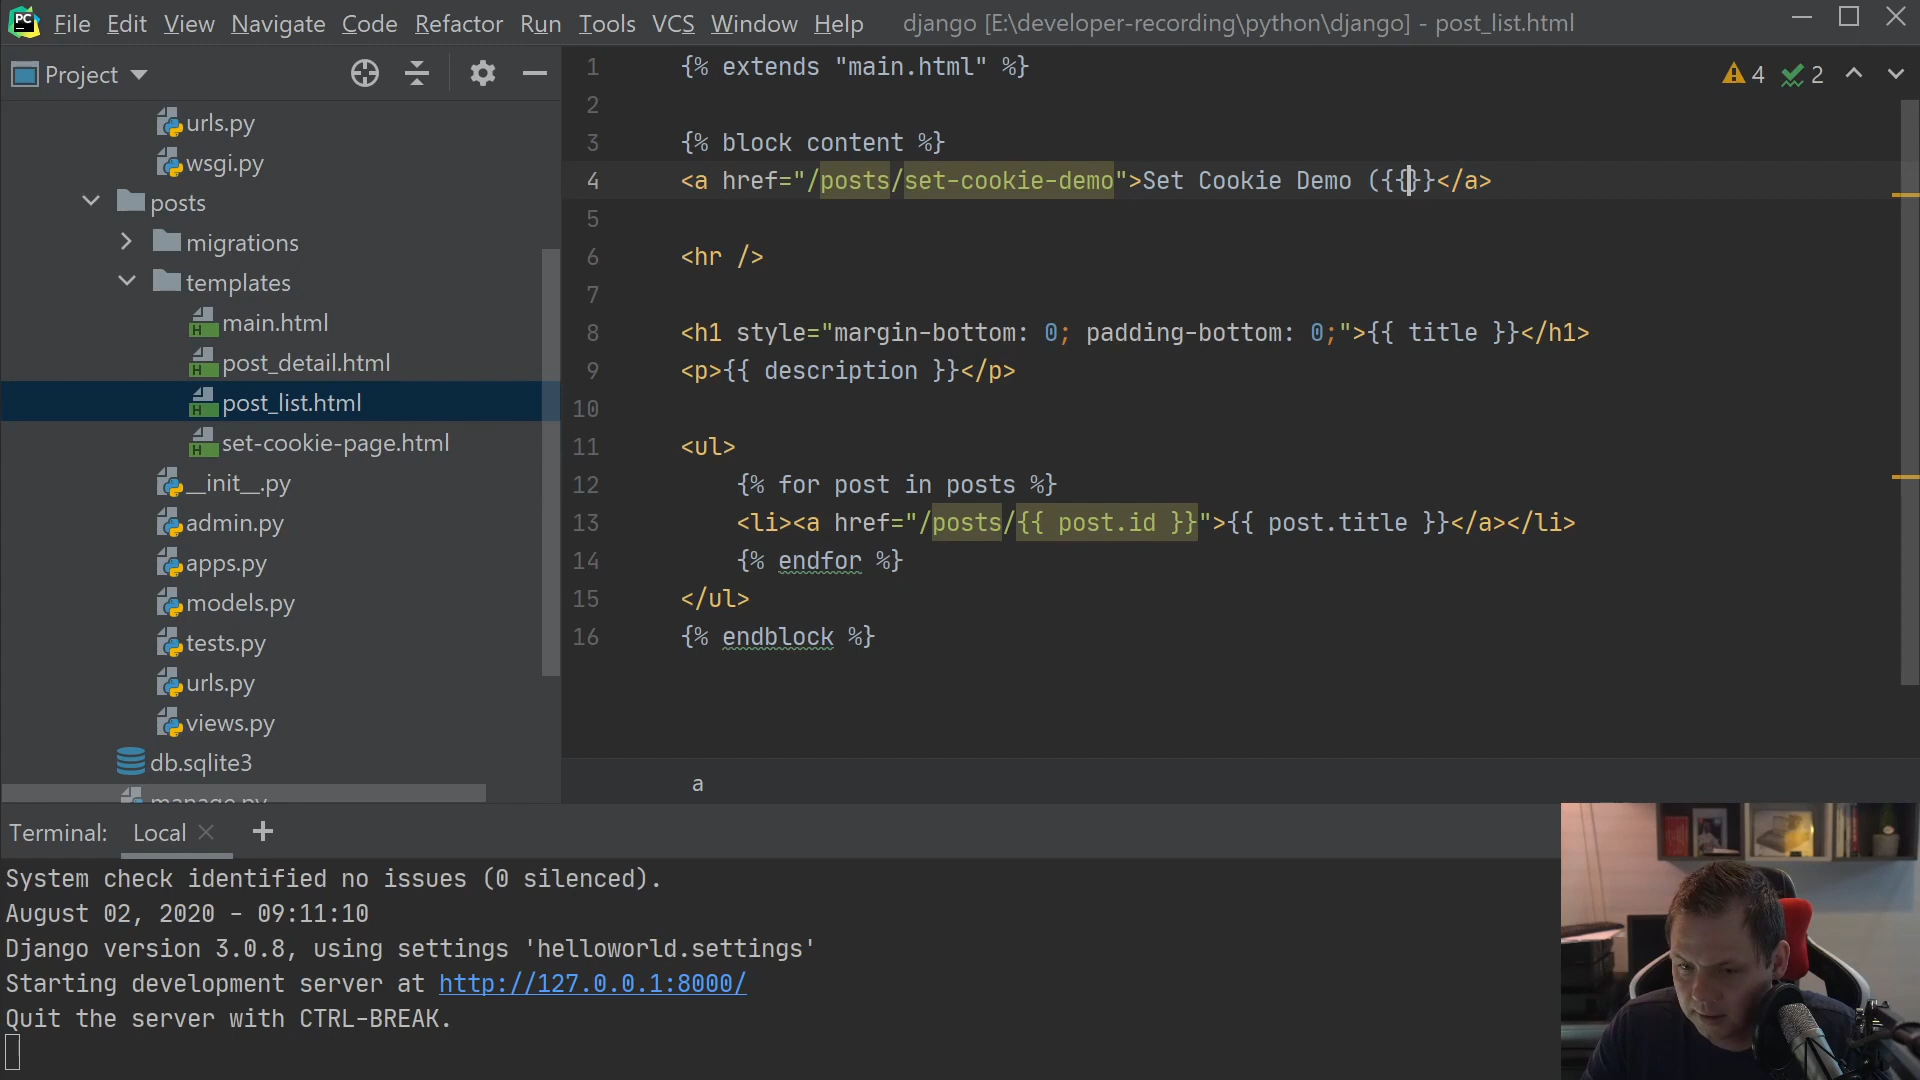 PC File Edit View Navigate Code Refactor Run Tools VCS Window Help django [E:\developer-recording\python\django] - post_list.html
Project
urls.py
wsgi.py
posts
migrations
templates
main.html
post_detail.html
post_list.html
set-cookie-page.html
__init__.py
admin.py
apps.py
models.py
tests.py
urls.py
views.py
db.sqlite3
manage.py
4 2
1 {% extends "main.html" %}
2
3 {% block content %}
4 <a href="/posts/set-cookie-demo">Set Cookie Demo ({{}}</a>
5
6 <hr />
7
8 <h1 style="margin-bottom: 0; padding-bottom: 0;">{{ title }}</h1>
9 <p>{{ description }}</p>
10
11 <ul>
12 {% for post in posts %}
13 <li><a href="/posts/{{ post.id }}">{{ post.title }}</a></li>
14 {% endfor %}
15 </ul>
16 {% endblock %}
a
Terminal: Local
System check identified no issues (0 silenced).
August 02, 2020 - 09:11:10
Django version 3.0.8, using settings 'helloworld.settings'
Starting development server at http://127.0.0.1:8000/
Quit the server with CTRL-BREAK.